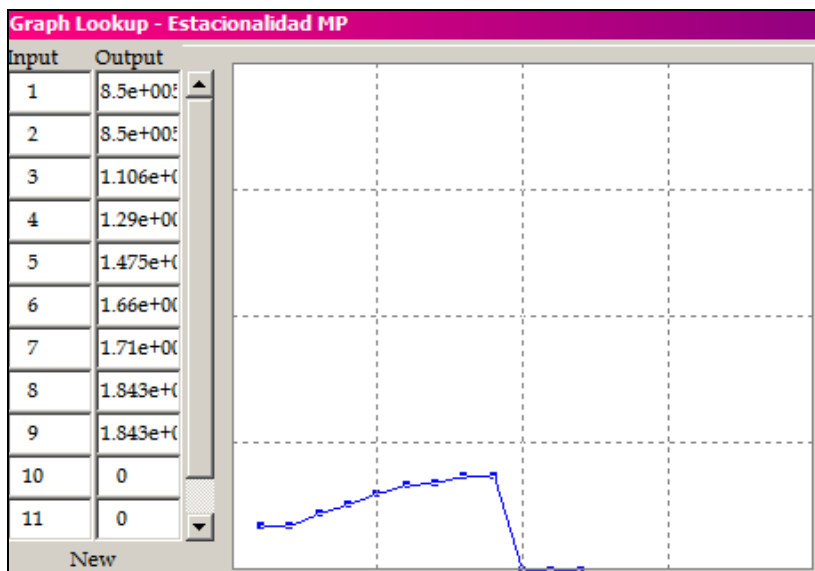 Graph Lookup - Estacionalidad MP
Input Output
1 8.5e+005
2 8.5e+005
3 1.106e+0
4 1.29e+00
5 1.475e+0
6 1.66e+00
7 1.71e+00
8 1.843e+0
9 1.843e+0
10 0
11 0
New